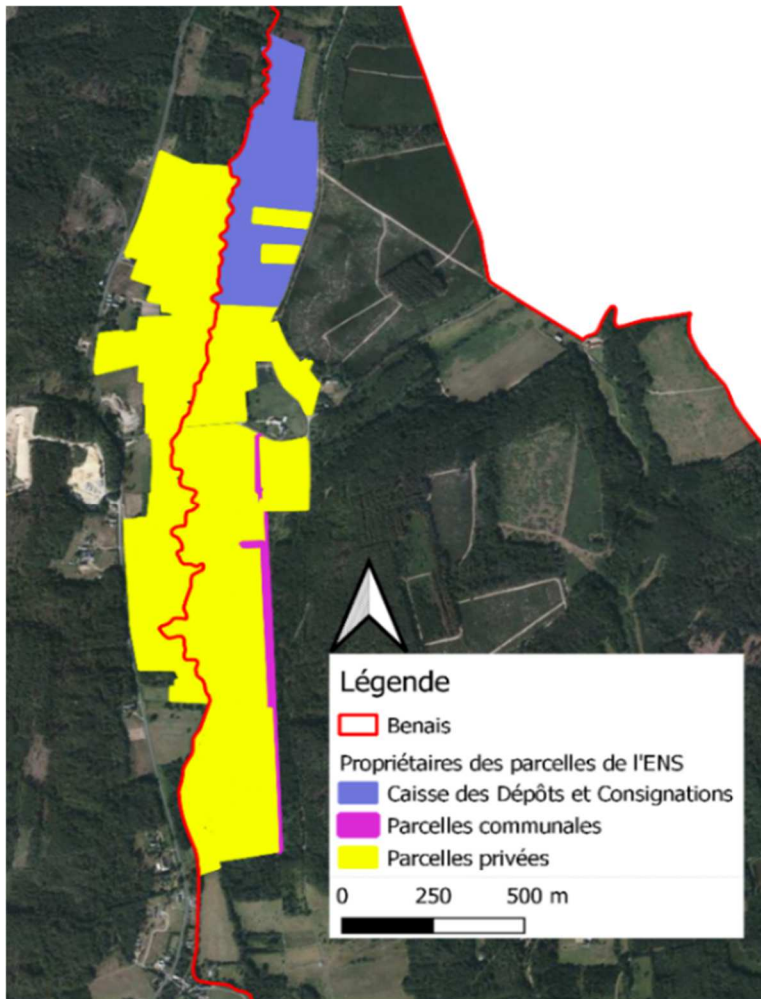 Légende
Benais
Propriétaires des parcelles de l'ENS
Caisse des Dépôts et Consignations
Parcelles communales
Parcelles privées
0 250 500 m